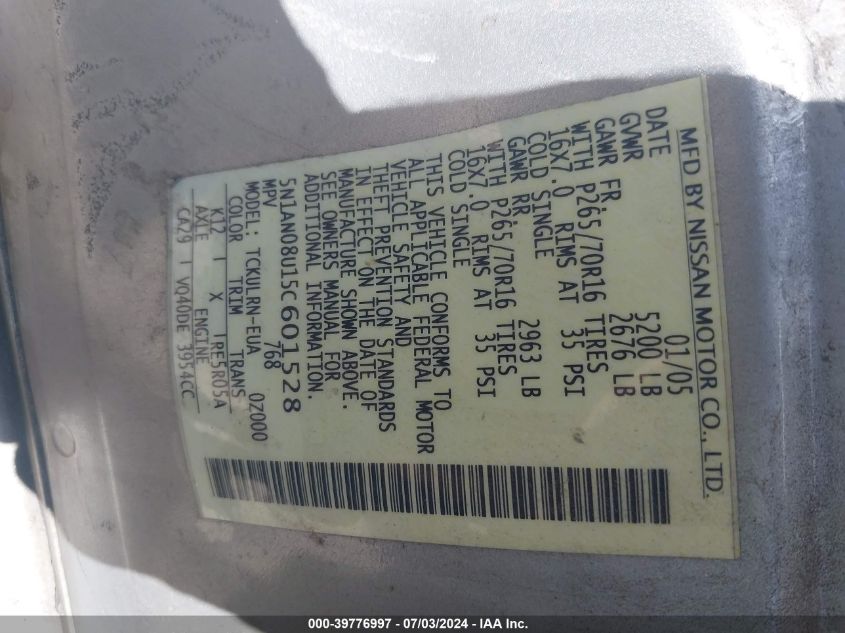 MFD BY NISSAN MOTOR CO., LTD.
DATE 01/05
GVWR 5200 LB
GAWR FR. 2676 LB
WITH P265/70R16 TIRES
16X7.0 RIMS AT 35 PSI
COLD SINGLE
GAWR RR 2963 LB
WITH P265/70R16 TIRES
16X7.0 RIMS AT 35 PSI
COLD SINGLE
THIS VEHICLE CONFORMS TO
ALL APPLICABLE FEDERAL MOTOR
VEHICLE SAFETY AND
THEFT PREVENTION STANDARDS
IN EFFECT ON THE DATE OF
MANUFACTURE SHOWN ABOVE.
SEE OWNERS MANUAL FOR
ADDITIONAL INFORMATION.
5N1AN08U15C601528
MPV 768
MODEL: TCKULRN-EUA 0Z000
COLOR TRIM TRANS
K12 | X | RE5R05A
AXLE ENGINE
CA29 | VQ40DE 3954CC
000-39776997 / 07/03/2024 - IAA Inc.